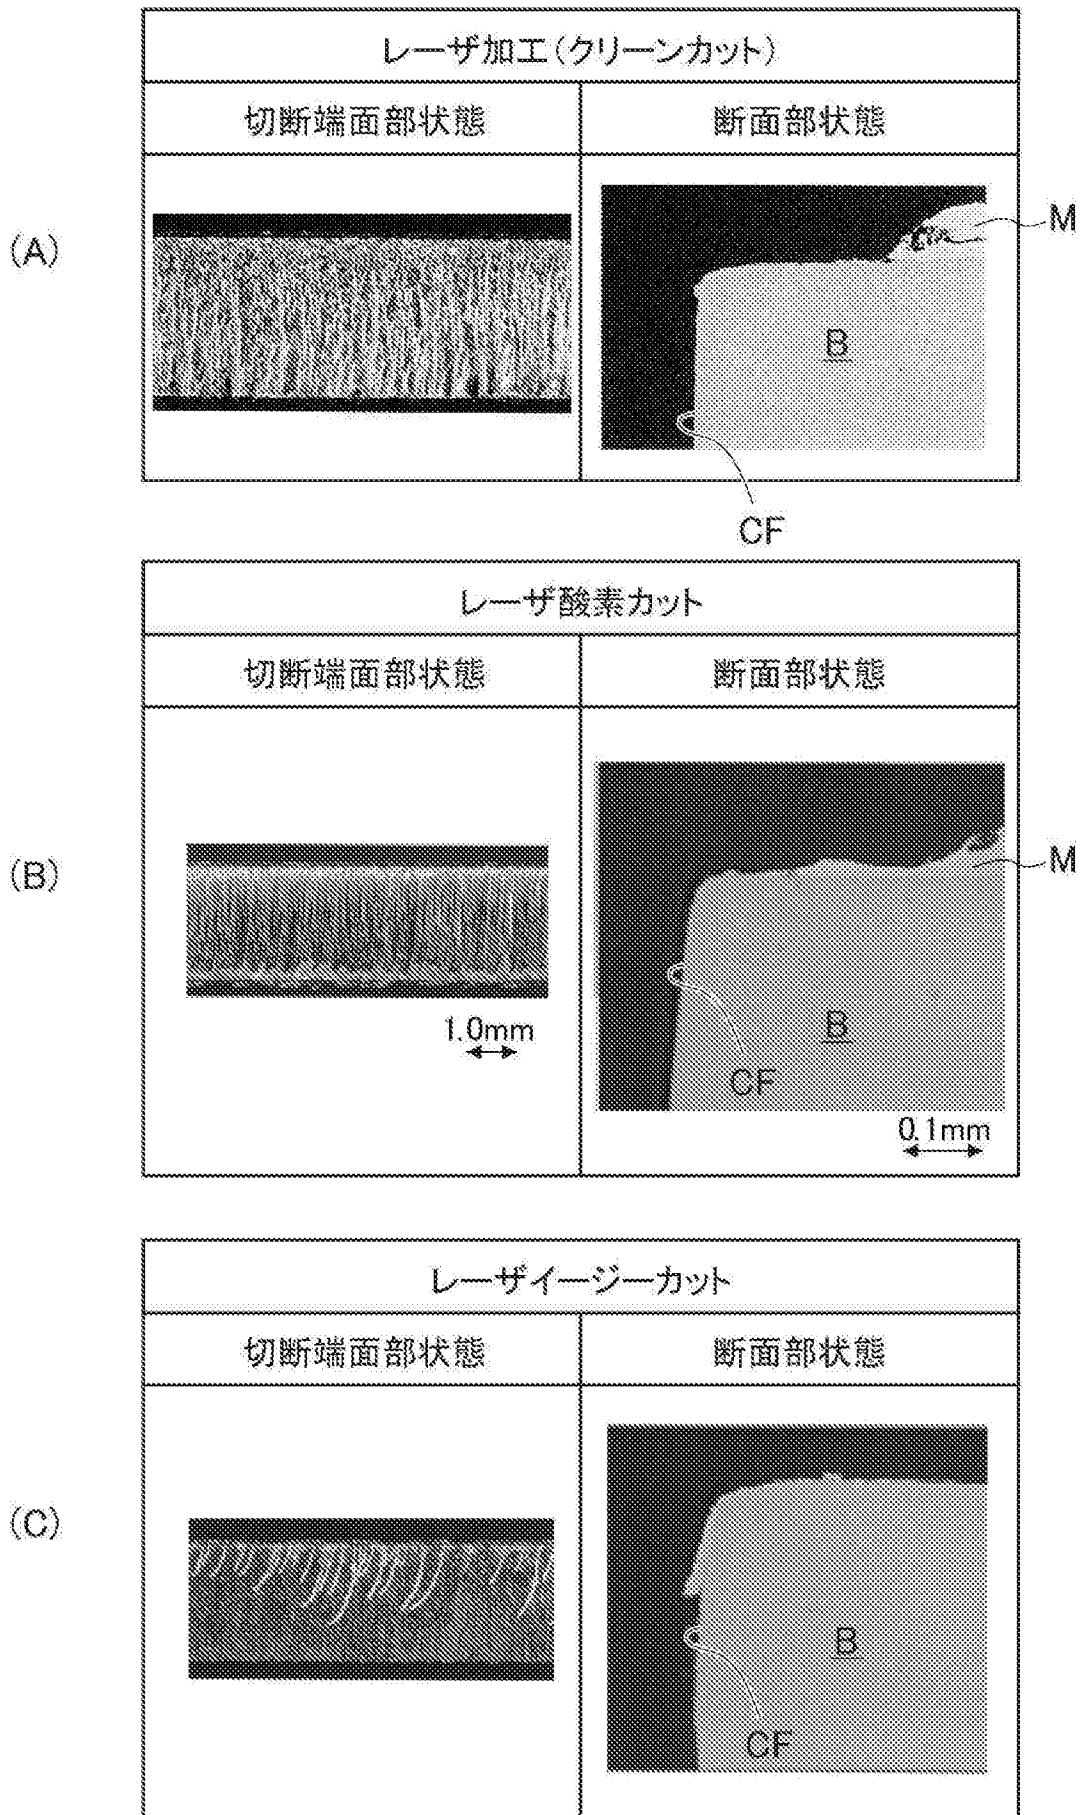 レーザ加工(クリーンカット)
切断端面部状態 断面部状態
(A)
M
B
CF
レーザ酸素カット
切断端面部状態 断面部状態
(B)
M
B
CF
1.0mm
0.1mm
レーザイージーカット
切断端面部状態 断面部状態
(C)
B
CF